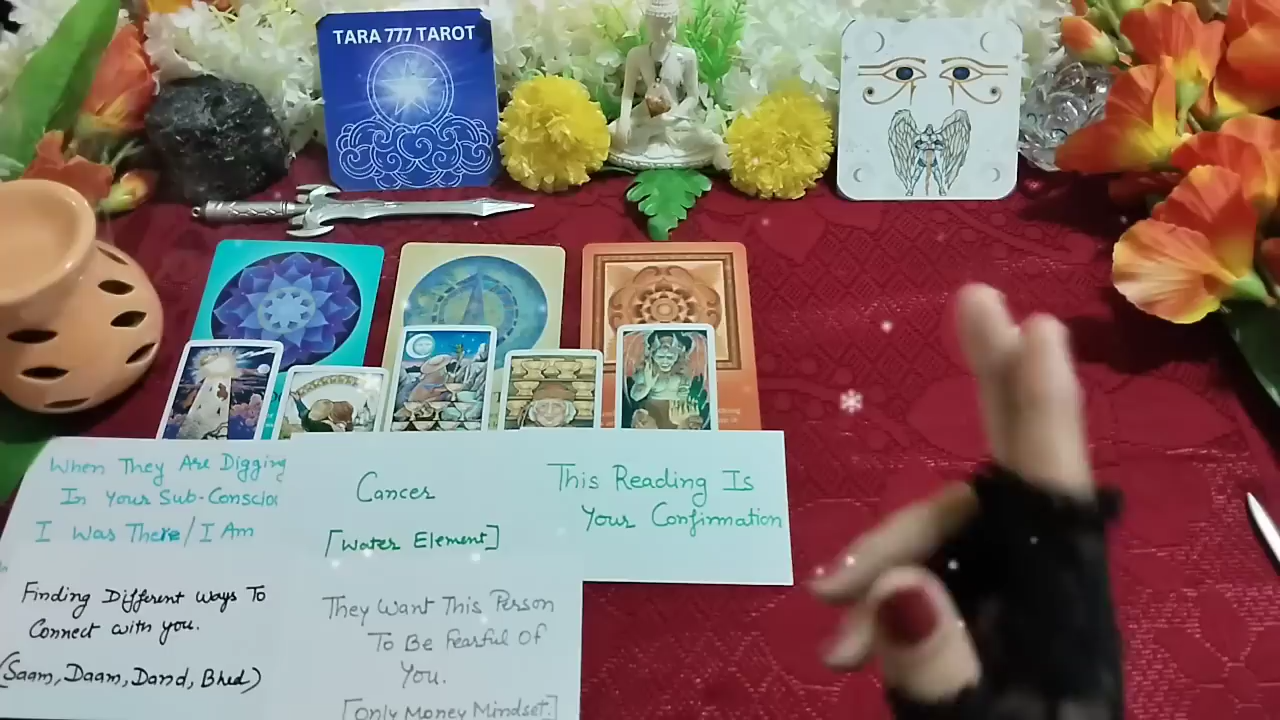 TARA 777 TAROT
When They Are Digging
In Your Sub-Conscio
I Was There/I Am
Finding Different ways To
Connect with you.
(Saam, Daam, Dand, Bhed)
Cancer
[Water Element]
They Want This Person
To Be Fearful Of
You.
[Only Money Mindset.]
This Reading Is
Your Confirmation